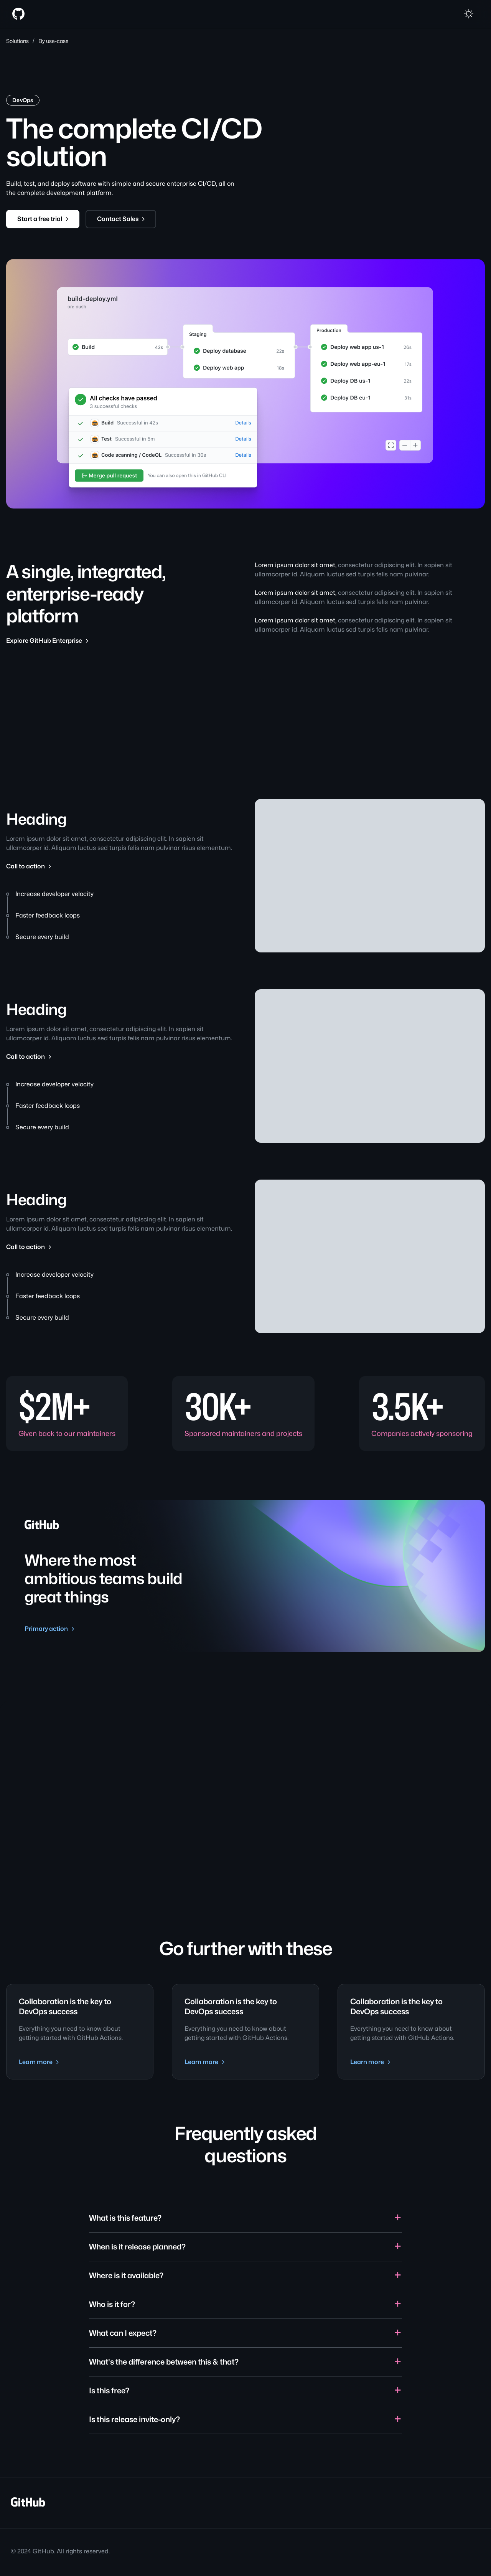 Solutions / By use-case
DevOps
The complete CI/CD
solution
Build, test, and deploy software with simple and secure enterprise CI/CD, all on
the complete development platform.
Start a free trial
Contact Sales
build-deploy.yml
on: push
Build 42s
Staging
Deploy database 22s
Deploy web app 16s
Production
Deploy web app us-1 26s
Deploy web app-eu-1 17s
Deploy DB us-1 22s
Deploy DB eu-1 31s
All checks have passed
3 successful checks
Build Successful in 42s Details
Test Successful in 5m Details
Code scanning / CodeQL Successful in 30s Details
Merge pull request
You can also open this in GitHub CLI
A single, integrated,
enterprise-ready
platform
Explore GitHub Enterprise
Lorem ipsum dolor sit amet, consectetur adipiscing elit. In sapien sit
ullamcorper id. Aliquam luctus sed turpis felis nam pulvinar.
Lorem ipsum dolor sit amet, consectetur adipiscing elit. In sapien sit
ullamcorper id. Aliquam luctus sed turpis felis nam pulvinar.
Lorem ipsum dolor sit amet, consectetur adipiscing elit. In sapien sit
ullamcorper id. Aliquam luctus sed turpis felis nam pulvinar.
Heading
Lorem ipsum dolor sit amet, consectetur adipiscing elit. In sapien sit
ullamcorper id. Aliquam luctus sed turpis felis nam pulvinar risus elementum.
Call to action
Increase developer velocity
Faster feedback loops
Secure every build
Heading
Lorem ipsum dolor sit amet, consectetur adipiscing elit. In sapien sit
ullamcorper id. Aliquam luctus sed turpis felis nam pulvinar risus elementum.
Call to action
Increase developer velocity
Faster feedback loops
Secure every build
Heading
Lorem ipsum dolor sit amet, consectetur adipiscing elit. In sapien sit
ullamcorper id. Aliquam luctus sed turpis felis nam pulvinar risus elementum.
Call to action
Increase developer velocity
Faster feedback loops
Secure every build
$2M+
Given back to our maintainers
30K+
Sponsored maintainers and projects
3.5K+
Companies actively sponsoring
GitHub
Where the most
ambitious teams build
great things
Primary action
Go further with these
Collaboration is the key to
DevOps success
Everything you need to know about
getting started with GitHub Actions.
Learn more
Collaboration is the key to
DevOps success
Everything you need to know about
getting started with GitHub Actions.
Learn more
Collaboration is the key to
DevOps success
Everything you need to know about
getting started with GitHub Actions.
Learn more
Frequently asked
questions
What is this feature?
When is it release planned?
Where is it available?
Who is it for?
What can I expect?
What's the difference between this & that?
Is this free?
Is this release invite-only?
GitHub
© 2024 GitHub. All rights reserved.